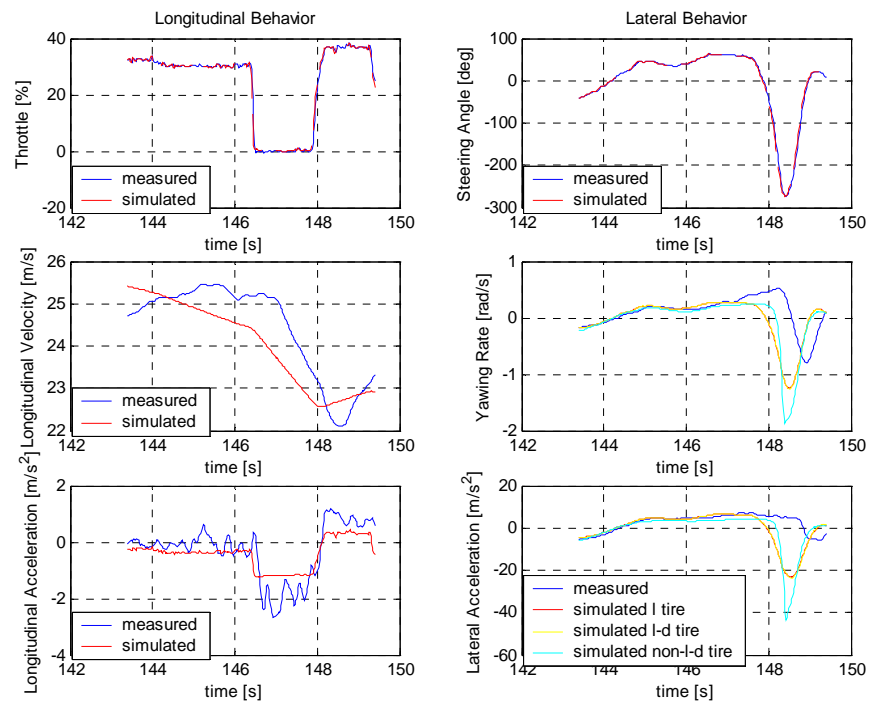 Longitudinal Behavior
Throttle [%]
40
20
0
-20
measured
simulated
142 144 146 148 150
time [s]
Lateral Behavior
Steering Angle [deg]
100
0
-100
-200
-300
measured
simulated
142 144 146 148 150
time [s]
Longitudinal Velocity [m/s]
26
25
24
23
22
measured
simulated
142 144 146 148 150
time [s]
Yawing Rate [rad/s]
1
0
-1
-2
142 144 146 148 150
time [s]
Longitudinal Acceleration [m/s²]
2
0
-2
-4
measured
simulated
142 144 146 148 150
time [s]
Lateral Acceleration [m/s²]
20
0
-20
-40
-60
measured
simulated l tire
simulated l-d tire
simulated non-l-d tire
142 144 146 148 150
time [s]